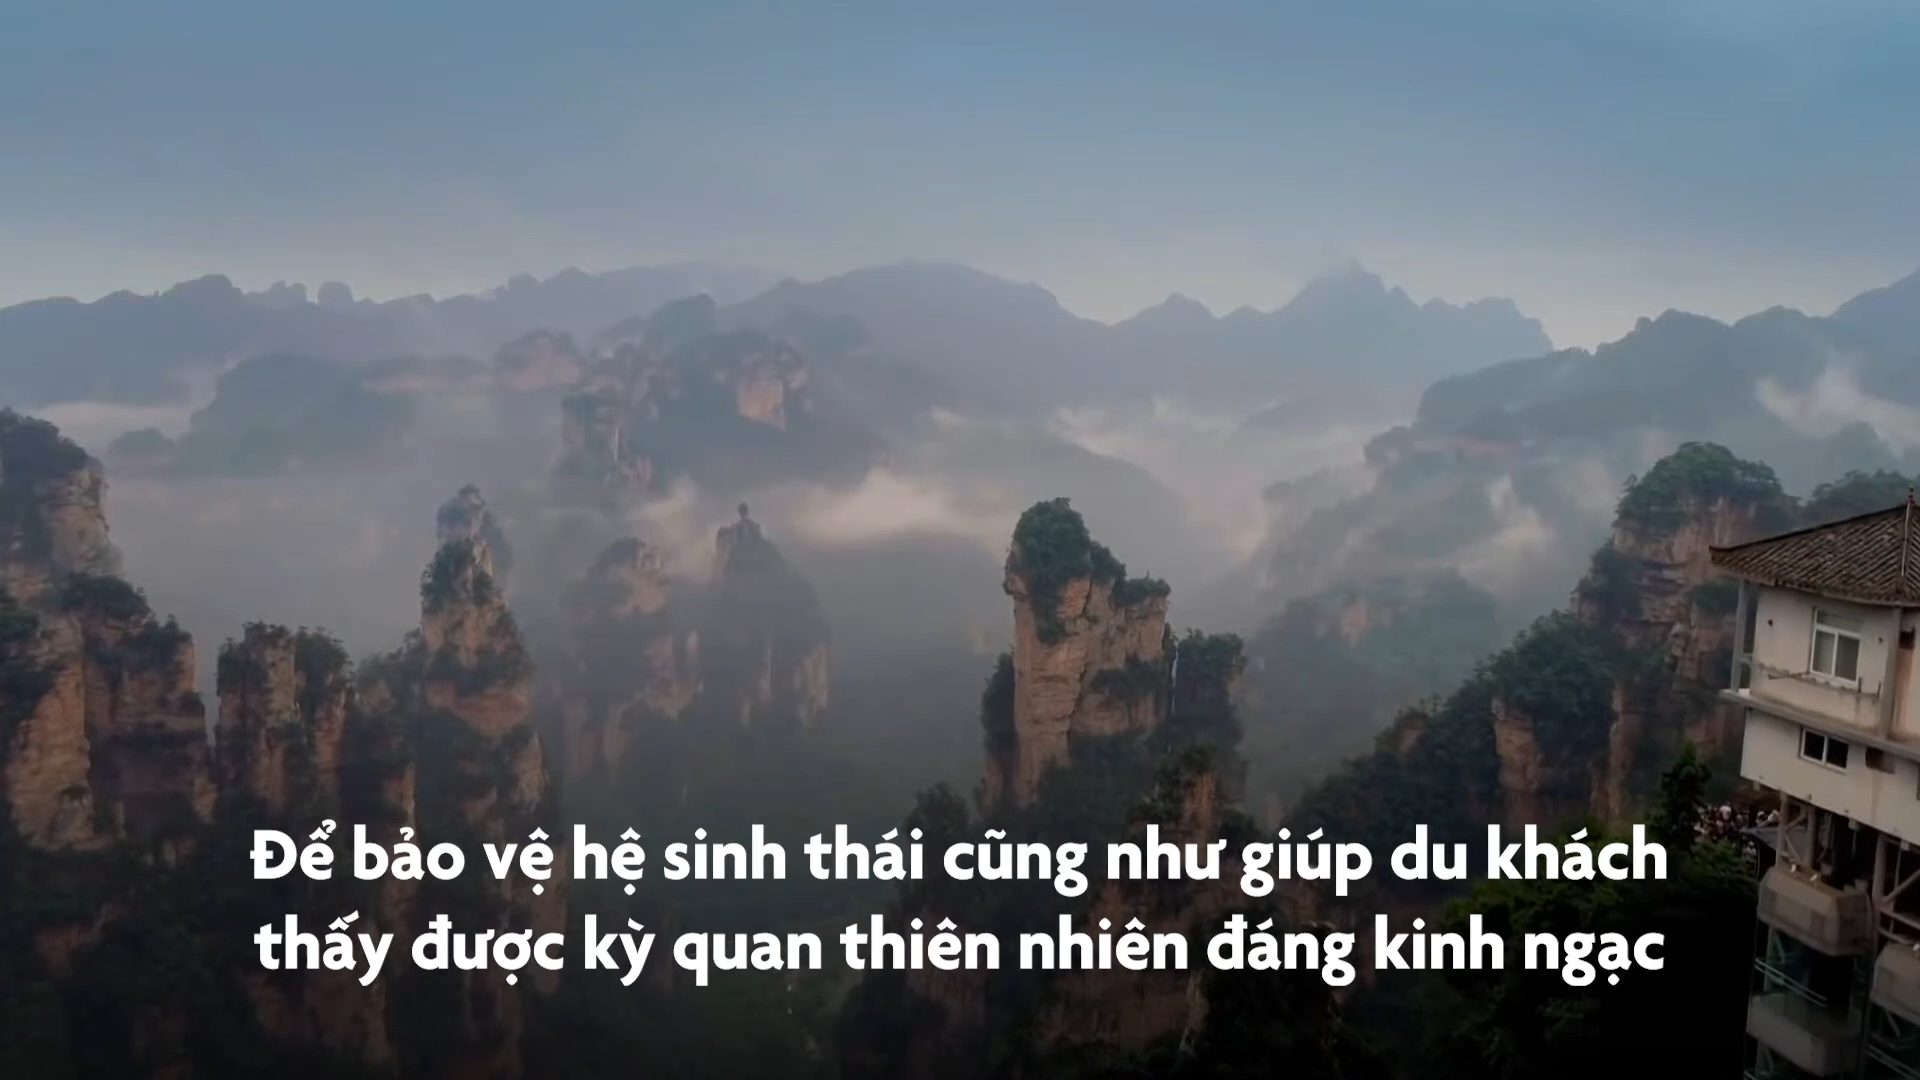 Để bảo vệ hệ sinh thái cũng như giúp du khách
thấy được kỳ quan thiên nhiên đáng kinh ngạc